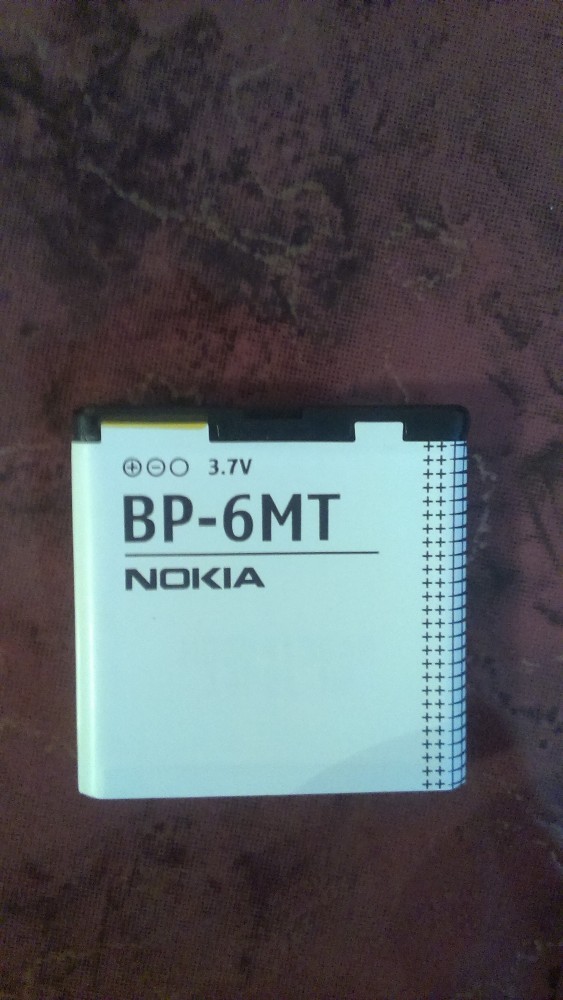 ⊕⊖○ 3.7V
BP-6MT
NOKIA